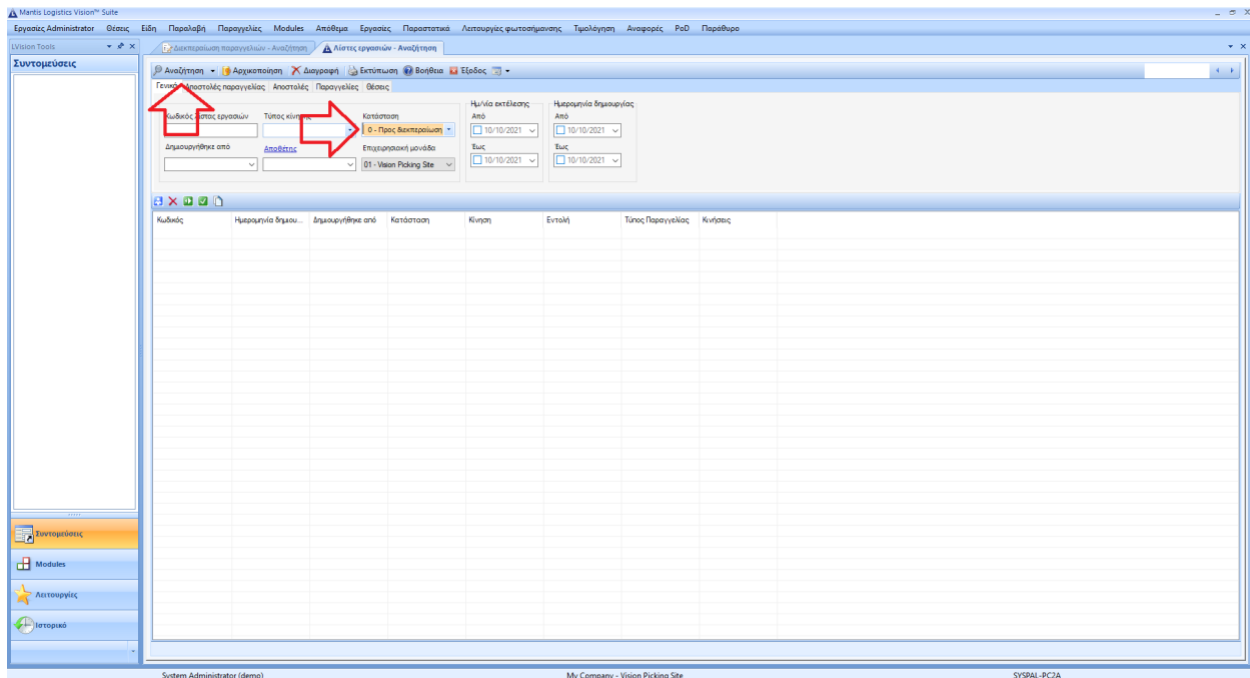 Mantis Logistics Vision™ Suite
Εργασίες Administrator Θέσεις Είδη Παραλαβή Παραγγελίες Modules Απόθεμα Εργασίες Παραστατικά Λειτουργίες φωτοσήμανσης Τιμολόγηση Αναφορές PoD Παράθυρο
LVision Tools
Διεκπεραίωση παραγγελιών - Αναζήτηση Λίστες εργασιών - Αναζήτηση
Συντομεύσεις
Αναζήτηση Αρχικοποίηση Διαγραφή Εκτύπωση Βοήθεια Έξοδος
Γενικά Αποστολές παραγγελίας Αποστολές Παραγγελίες Θέσεις
Ημ/νία εκτέλεσης Ημερομηνία δημιουργίας
Κωδικός λίστας εργασιών Τύπος κίνησης Κατάσταση Από Από
0 - Προς διεκπεραίωση 10/10/2021 10/10/2021
Δημιουργήθηκε από Αποθέτης Επιχειρησιακή μονάδα Έως Έως
01 - Vision Picking Site 10/10/2021 10/10/2021
Κωδικός Ημερομηνία δημιου... Δημιουργήθηκε από Κατάσταση Κίνηση Εντολή Τύπος Παραγγελίας Κινήσεις
Συντομεύσεις
Modules
Λειτουργίες
Ιστορικό
System Administrator (demo) My Company - Vision Picking Site SYSPAL-PC2A